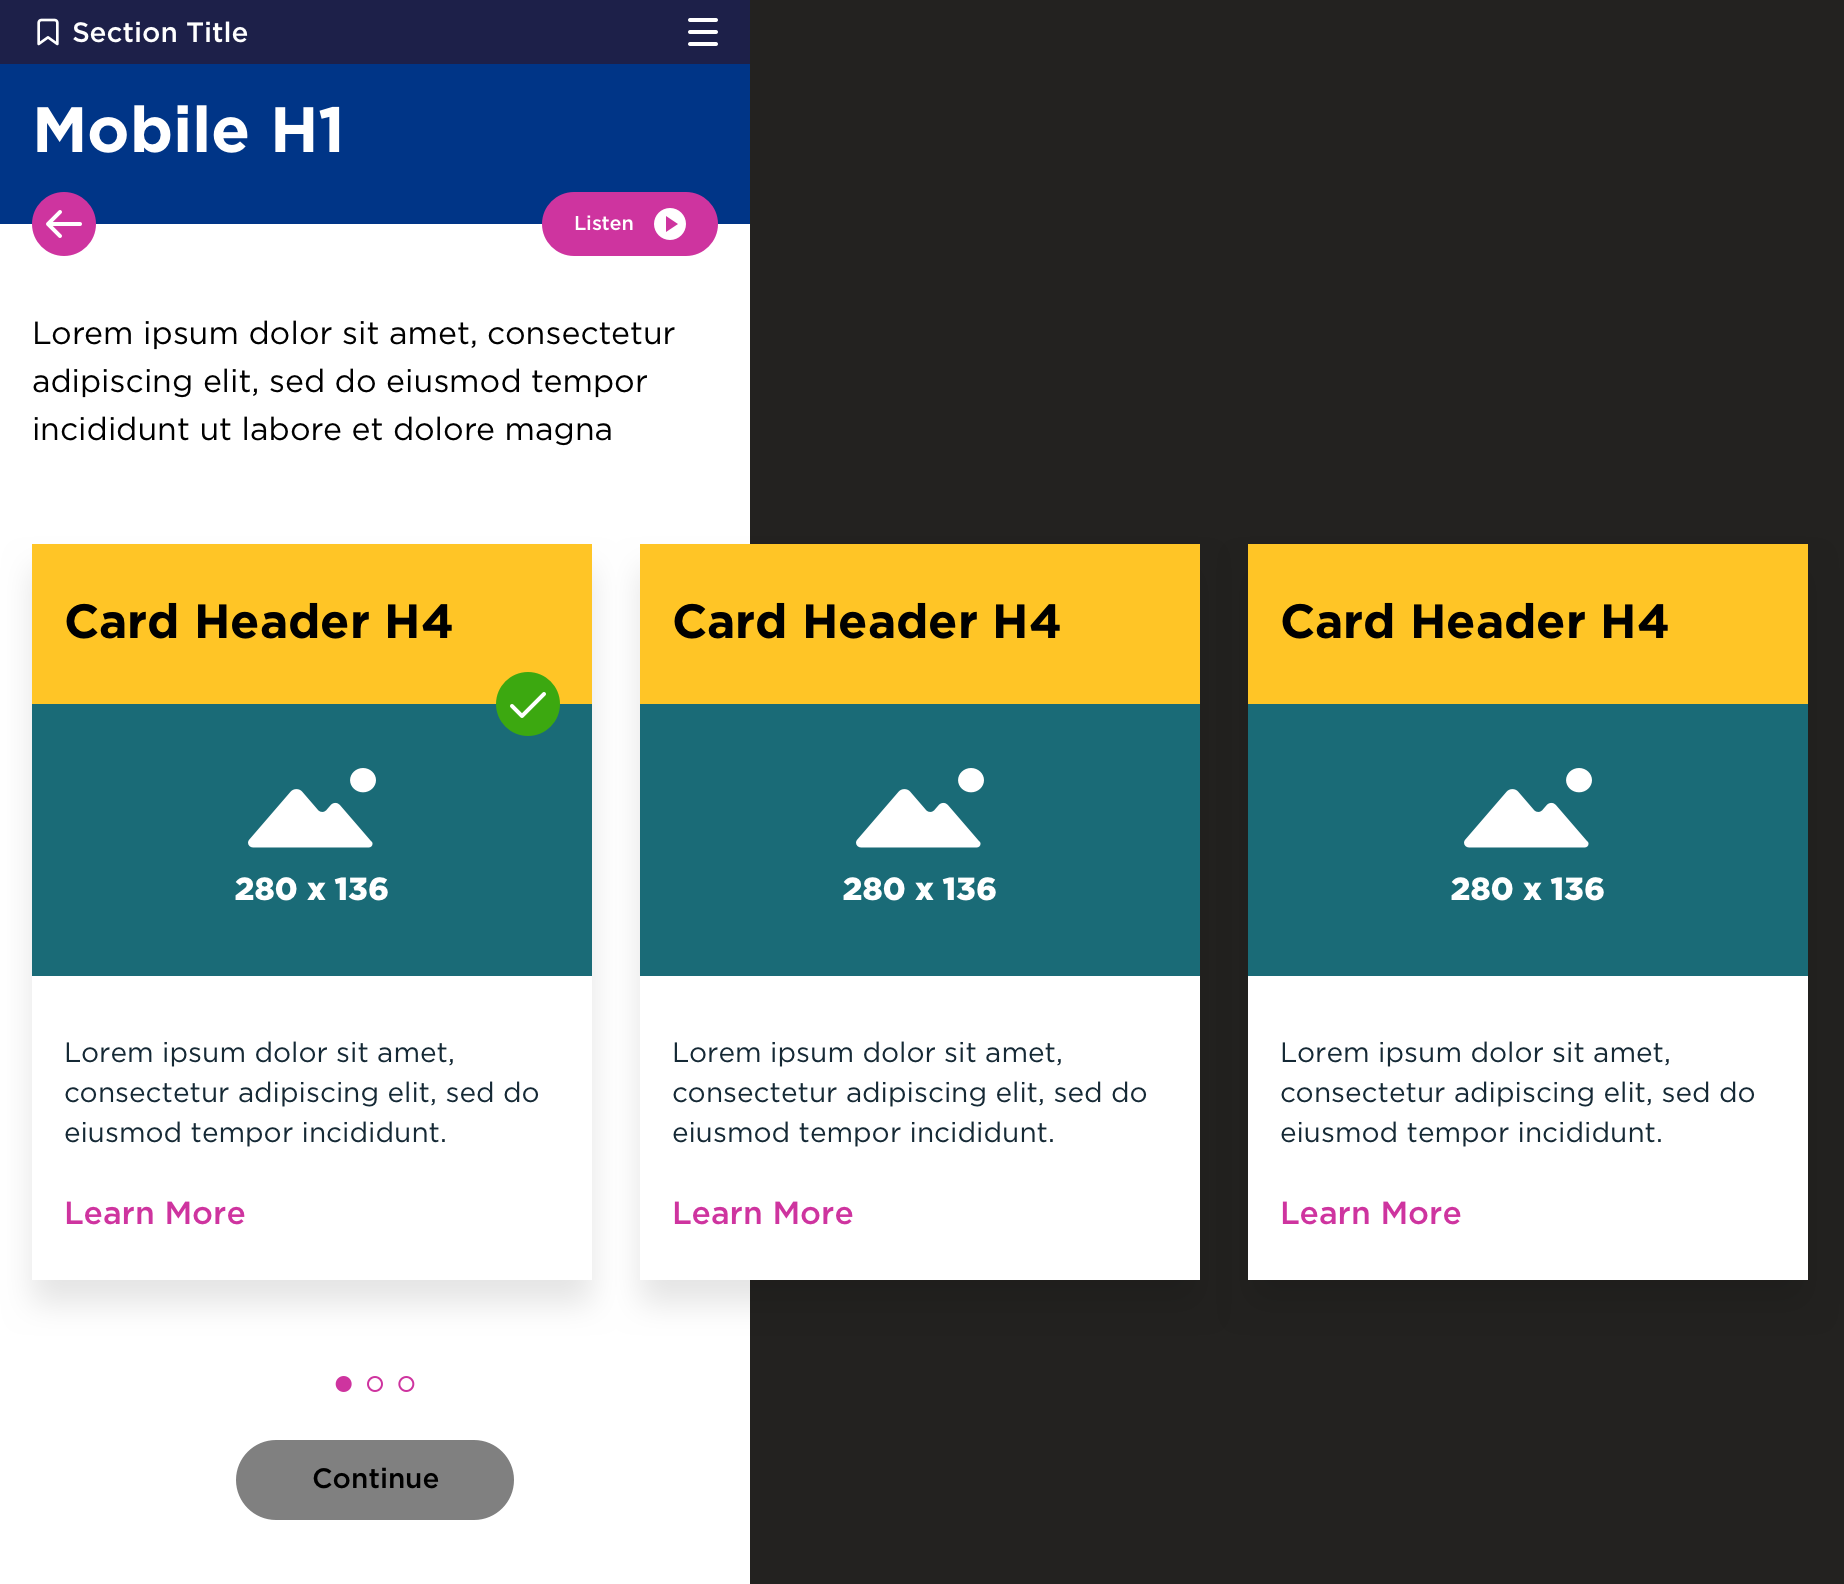 Section Title
Mobile H1
Listen
Lorem ipsum dolor sit amet, consectetur
adipiscing elit, sed do eiusmod tempor
incididunt ut labore et dolore magna
Card Header H4
280 x 136
Lorem ipsum dolor sit amet,
consectetur adipiscing elit, sed do
eiusmod tempor incididunt.
Learn More
Card Header H4
280 x 136
Lorem ipsum dolor sit amet,
consectetur adipiscing elit, sed do
eiusmod tempor incididunt.
Learn More
Card Header H4
280 x 136
Lorem ipsum dolor sit amet,
consectetur adipiscing elit, sed do
eiusmod tempor incididunt.
Learn More
Continue